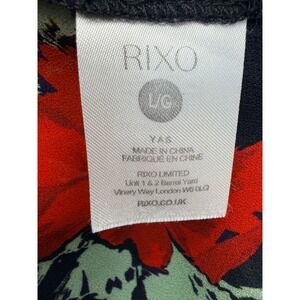 RIXO
L/G
YAS
MADE IN CHINA
FABRIQUE EN CHINE
RIXO LIMITED
Unit 1 & 2 Barrel Yard
Vinery Way London W6 0LQ
RIXO.CO.UK